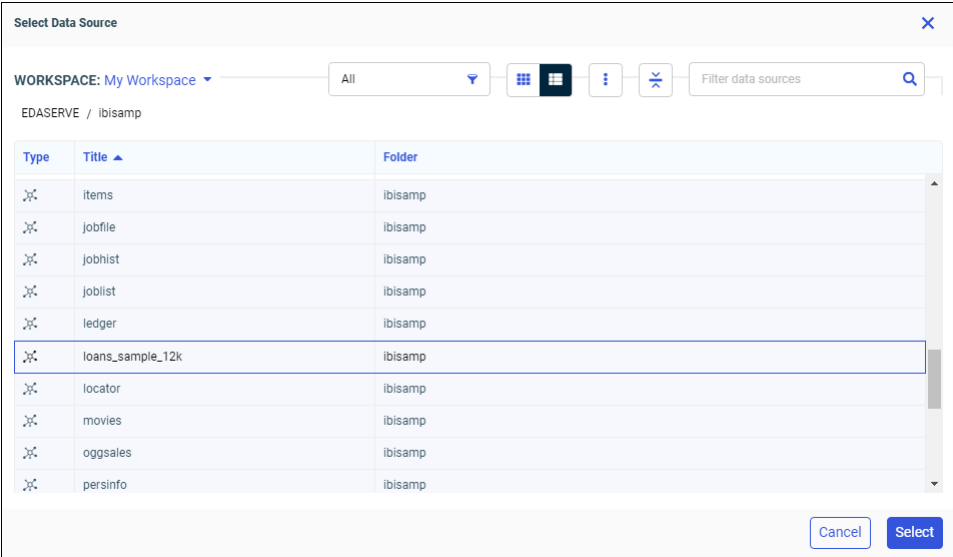 Select Data Source
WORKSPACE: My Workspace All Filter data sources
EDASERVE / ibisamp
Type Title Folder
items ibisamp
jobfile ibisamp
jobhist ibisamp
joblist ibisamp
ledger ibisamp
loans_sample_12k ibisamp
locator ibisamp
movies ibisamp
oggsales ibisamp
persinfo ibisamp
Cancel Select